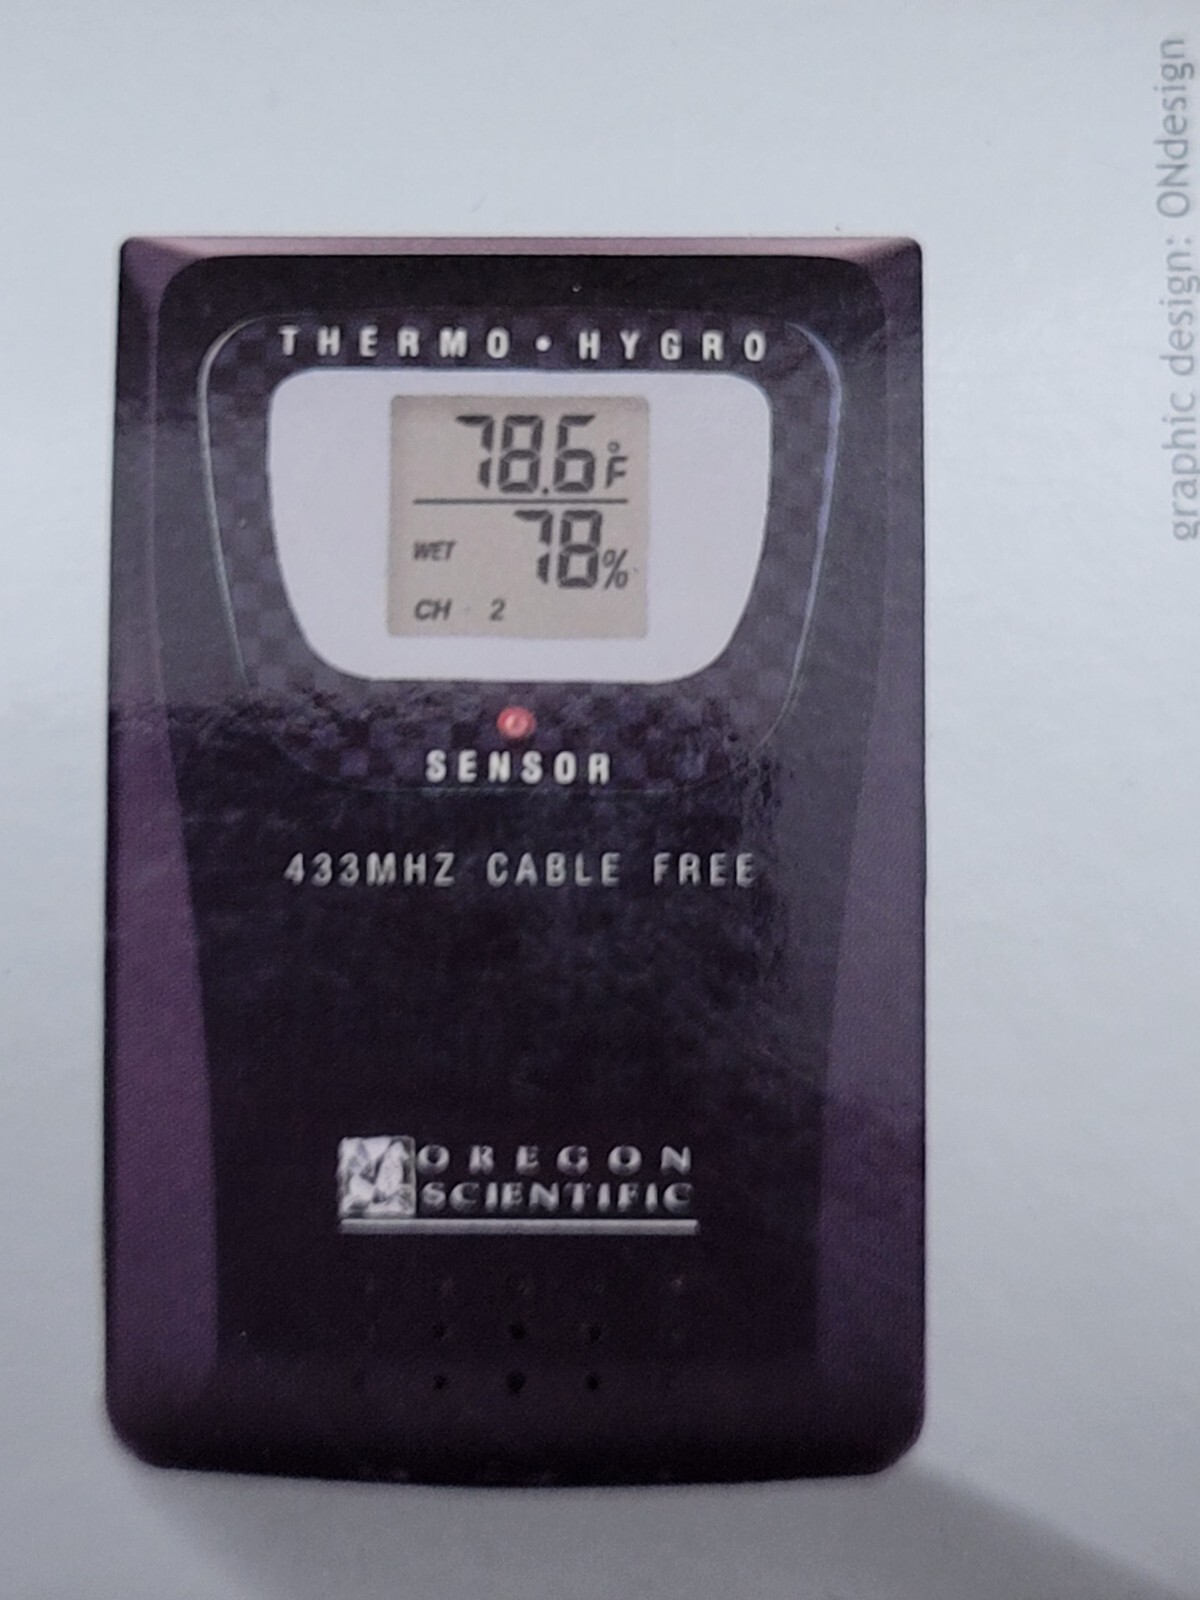 THERMO • HYGRO
78.6°F
WET 78%
CH 2
SENSOR
433MHZ CABLE FREE
OREGON
SCIENTIFIC
graphic design: ONdesign